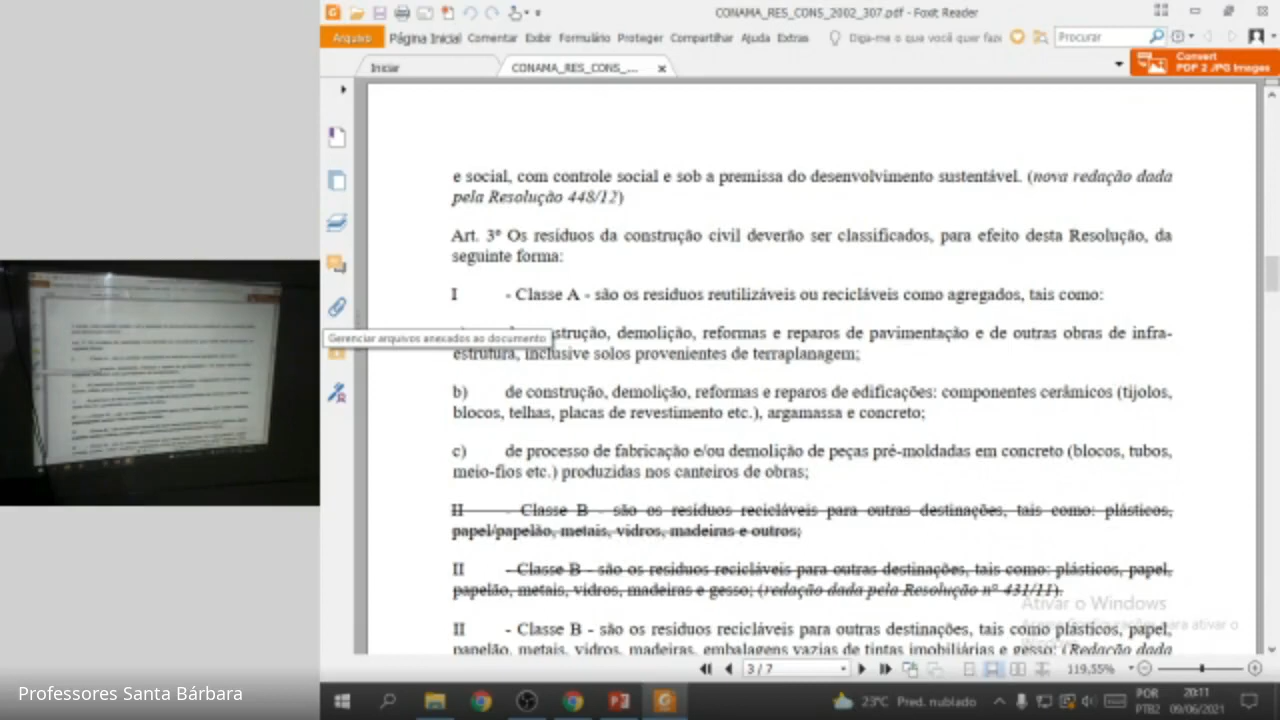 CONAMA_RES_CONS_2002_307.pdf - Foxit Reader
Arquivo Página Inicial Comentar Exibir Formulário Proteger Compartilhar Ajuda Extras Diga-me o que você quer faze Procurar
Iniciar CONAMA_RES_CONS_...
Convert
PDF 2 JPG Images
e social, com controle social e sob a premissa do desenvolvimento sustentável. (nova redação dada
pela Resolução 448/12)
Art. 3º Os resíduos da construção civil deverão ser classificados, para efeito desta Resolução, da
seguinte forma:
I - Classe A - são os resíduos reutilizáveis ou recicláveis como agregados, tais como:
strução, demolição, reformas e reparos de pavimentação e de outras obras de infra-
Gerenciar arquivos anexados ao documento
estrutura, inclusive solos provenientes de terraplanagem;
b) de construção, demolição, reformas e reparos de edificações: componentes cerâmicos (tijolos,
blocos, telhas, placas de revestimento etc.), argamassa e concreto;
c) de processo de fabricação e/ou demolição de peças pré-moldadas em concreto (blocos, tubos,
meio-fios etc.) produzidas nos canteiros de obras;
II - Classe B - são os resíduos recicláveis para outras destinações, tais como: plásticos,
papel/papelão, metais, vidros, madeiras e outros;
II - Classe B - são os resíduos recicláveis para outras destinações, tais como: plásticos, papel,
papelão, metais, vidros, madeiras e gesso; (redação dada pela Resolução nº 431/11).
Ativar o Windows
II - Classe B - são os resíduos recicláveis para outras destinações, tais como plásticos, papel,
papelão, metais, vidros, madeiras, embalagens vazias de tintas imobiliárias e gesso; (Redação dada
3 / 7 119,55%
Professores Santa Bárbara
23°C Pred. nublado POR 20:11
PTB2 09/06/2021